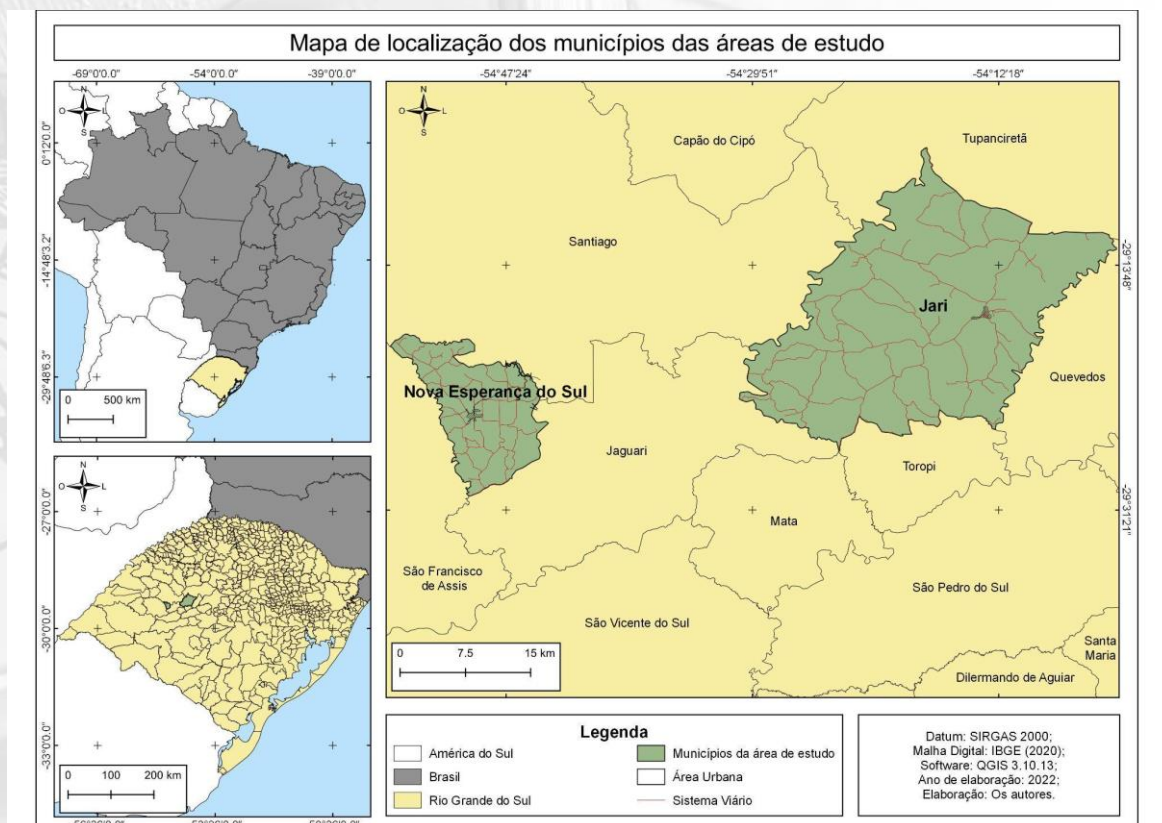 Mapa de localização dos municípios das áreas de estudo
-69°0'0.0"
-54°0'0.0"
-39°0'0.0"
0°12'0.0"
-14°48'3.2"
-29°48'6.3"
N
O
L
S
0
500 km
-54°47'24"
-54°29'51"
-54°12'18"
N
O
L
S
Capão do Cipó
Tupanciretã
Santiago
-29°13'48"
Jari
Quevedos
Nova Esperança do Sul
Jaguari
Toropi
-29°31'21"
Mata
São Francisco
de Assis
São Pedro do Sul
São Vicente do Sul
Santa
Maria
Dilermando de Aguiar
0
7.5
15 km
N
O
L
S
-27°0'0.0"
-30°0'0.0"
-33°0'0.0"
0
100
200 km
Legenda
América do Sul
Brasil
Rio Grande do Sul
Municipios da área de estudo
Área Urbana
Sistema Viário
Datum: SIRGAS 2000;
Malha Digital: IBGE (2020);
Software: QGIS 3.10.13;
Ano de elaboração: 2022;
Elaboração: Os autores.